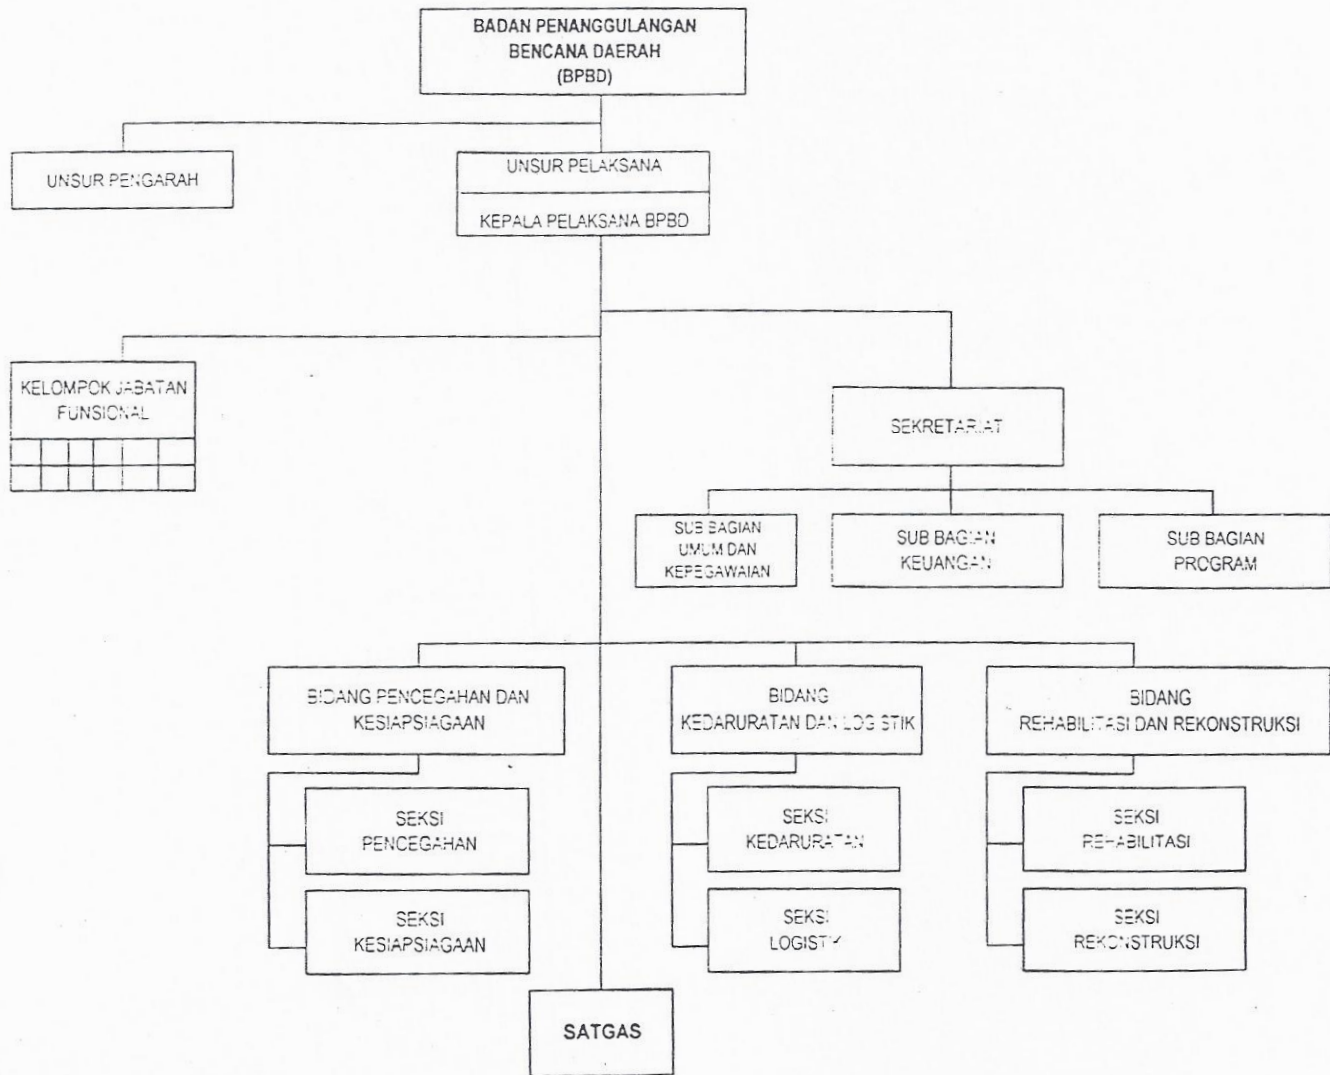 BADAN PENANGGULANGAN
BENCANA DAERAH
(BPBD)
UNSUR PENGARAH
UNSUR PELAKSANA
KEPALA PELAKSANA BPBD
KELOMPOK JABATAN
FUNSIONAL
SEKRETARIAT
SUB BAGIAN
UMUM DAN
KEPEGAWAIAN
SUB BAGIAN
KEUANGAN
SUB BAGIAN
PROGRAM
BIDANG PENCEGAHAN DAN
KESIAPSIAGAAN
BIDANG
KEDARURATAN DAN LOGISTIK
BIDANG
REHABILITASI DAN REKONSTRUKSI
SEKSI
PENCEGAHAN
SEKSI
KEDARURATAN
SEKSI
REHABILITASI
SEKSI
KESIAPSIAGAAN
SEKSI
LOGISTIK
SEKSI
REKONSTRUKSI
SATGAS